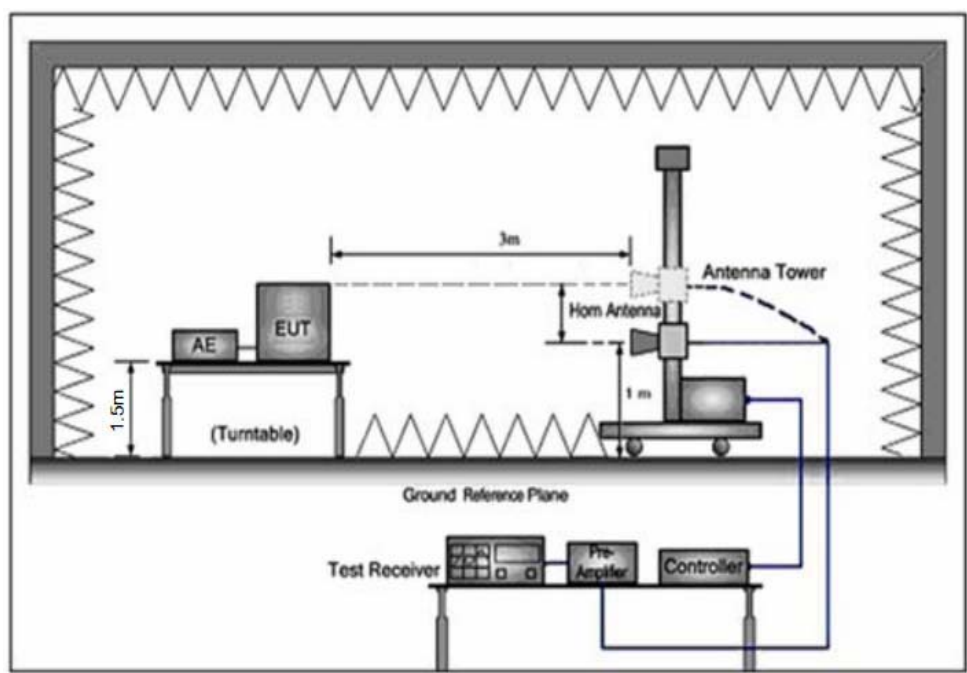 3m
Antenna Tower
Horn Antenna
EUT
AE
1 m
1.5m
(Turntable)
Ground Reference Plane
Test Receiver
Pre-
Amplifier
Controller